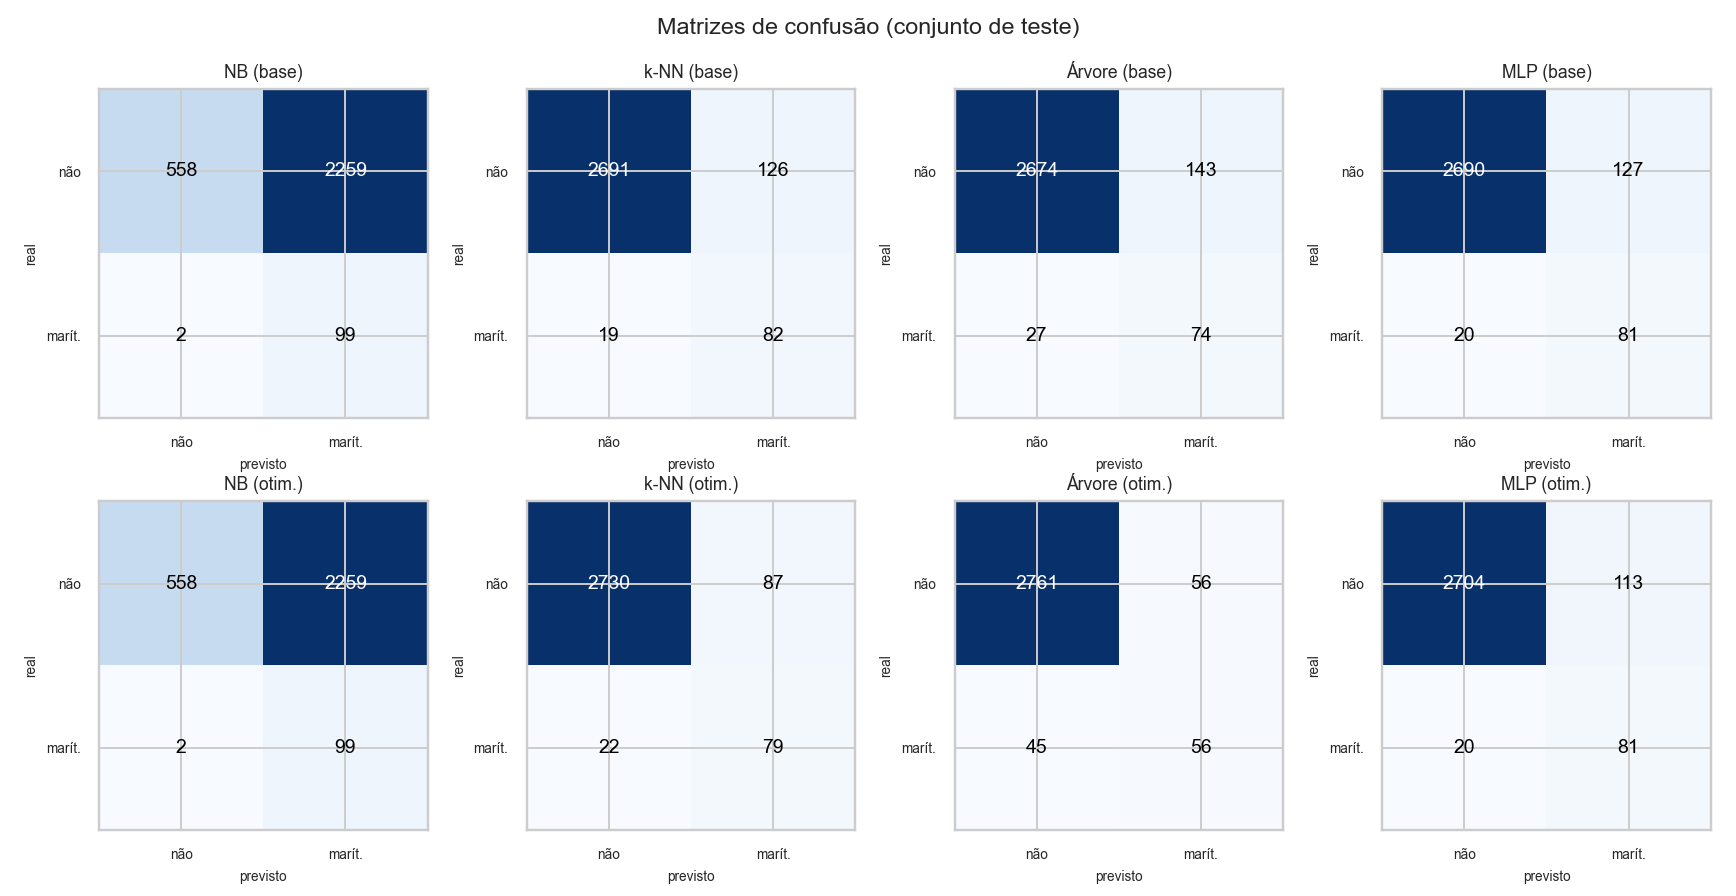 Matrizes de confusão (conjunto de teste)
NB (base)
real
não
558
2259
marít.
2
99
não
marít.
previsto
k-NN (base)
real
não
2691
126
marít.
19
82
não
marít.
previsto
Árvore (base)
real
não
2674
143
marít.
27
74
não
marít.
previsto
MLP (base)
real
não
2690
127
marít.
20
81
não
marít.
previsto
NB (otim.)
real
não
558
2259
marít.
2
99
não
marít.
previsto
k-NN (otim.)
real
não
2730
87
marít.
22
79
não
marít.
previsto
Árvore (otim.)
real
não
2761
56
marít.
45
56
não
marít.
previsto
MLP (otim.)
real
não
2704
113
marít.
20
81
não
marít.
previsto